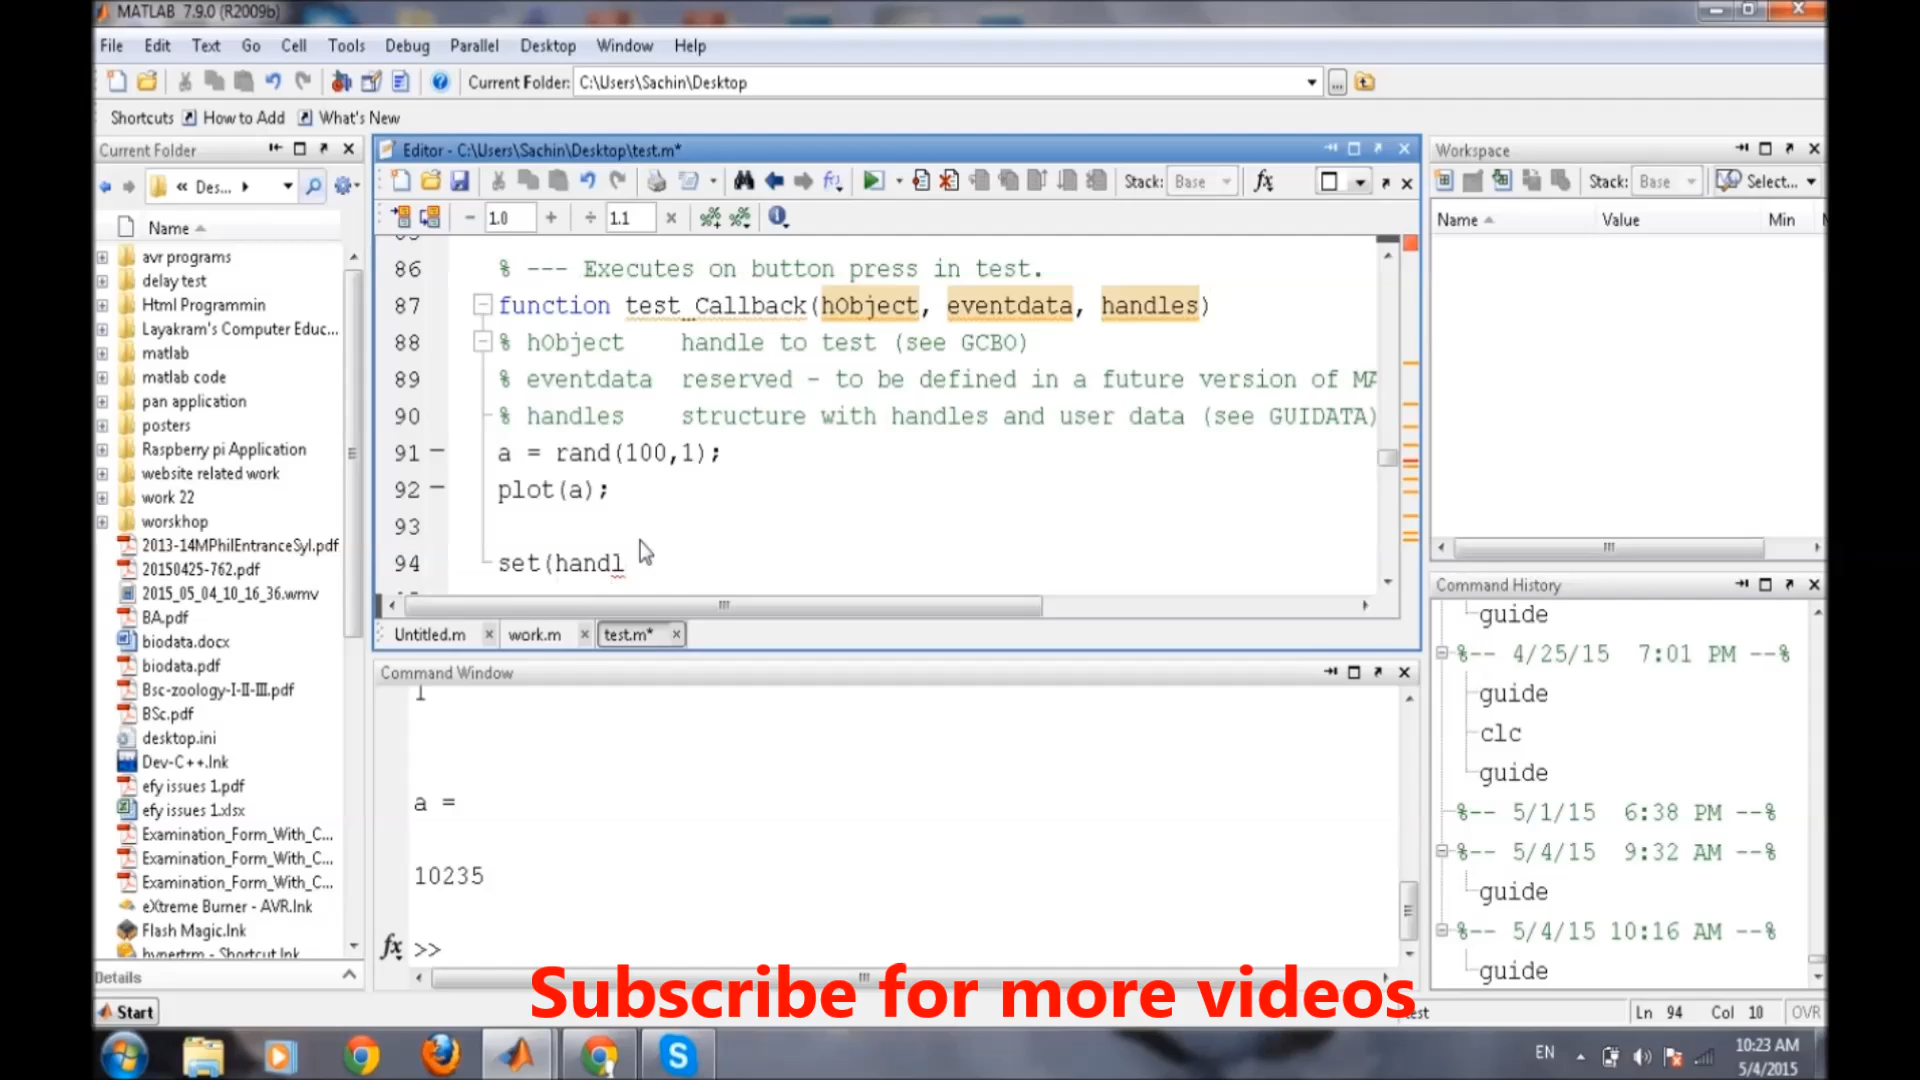 MATLAB 7.9.0 (R2009b)
File Edit Text Go Cell Tools Debug Parallel Desktop Window Help
Current Folder: C:\Users\Sachin\Desktop
Shortcuts How to Add What's New
Current Folder
« Des...
Name
avr programs
delay test
Html Programmin
Layakram's Computer Educ...
matlab
matlab code
pan application
posters
Raspberry pi Application
website related work
work 22
worskhop
2013-14MPhilEntranceSyl.pdf
20150425-762.pdf
2015_05_04_10_16_36.wmv
BA.pdf
biodata.docx
biodata.pdf
Bsc-zoology-I-II-III.pdf
BSc.pdf
desktop.ini
Dev-C++.lnk
efy issues 1.pdf
efy issues 1.xlsx
Examination_Form_With_C...
Examination_Form_With_C...
Examination_Form_With_C...
eXtreme Burner - AVR.lnk
Flash Magic.lnk
hypertrm - Shortcut.lnk
Details
Editor - C:\Users\Sachin\Desktop\test.m*
Stack: Base
1.0 1.1
86 % --- Executes on button press in test.
87 function test_Callback(hObject, eventdata, handles)
88 % hObject handle to test (see GCBO)
89 % eventdata reserved - to be defined in a future version of MA
90 % handles structure with handles and user data (see GUIDATA)
91 a = rand(100,1);
92 plot(a);
93
94 set(handl
Untitled.m work.m test.m*
Command Window
1
a =
10235
>>
Workspace
Stack: Base Select...
Name Value Min
Command History
guide
%-- 4/25/15 7:01 PM --%
guide
clc
guide
%-- 5/1/15 6:38 PM --%
%-- 5/4/15 9:32 AM --%
guide
%-- 5/4/15 10:16 AM --%
guide
Subscribe for more videos
Start
Ln 94 Col 10 OVR
EN
10:23 AM
5/4/2015